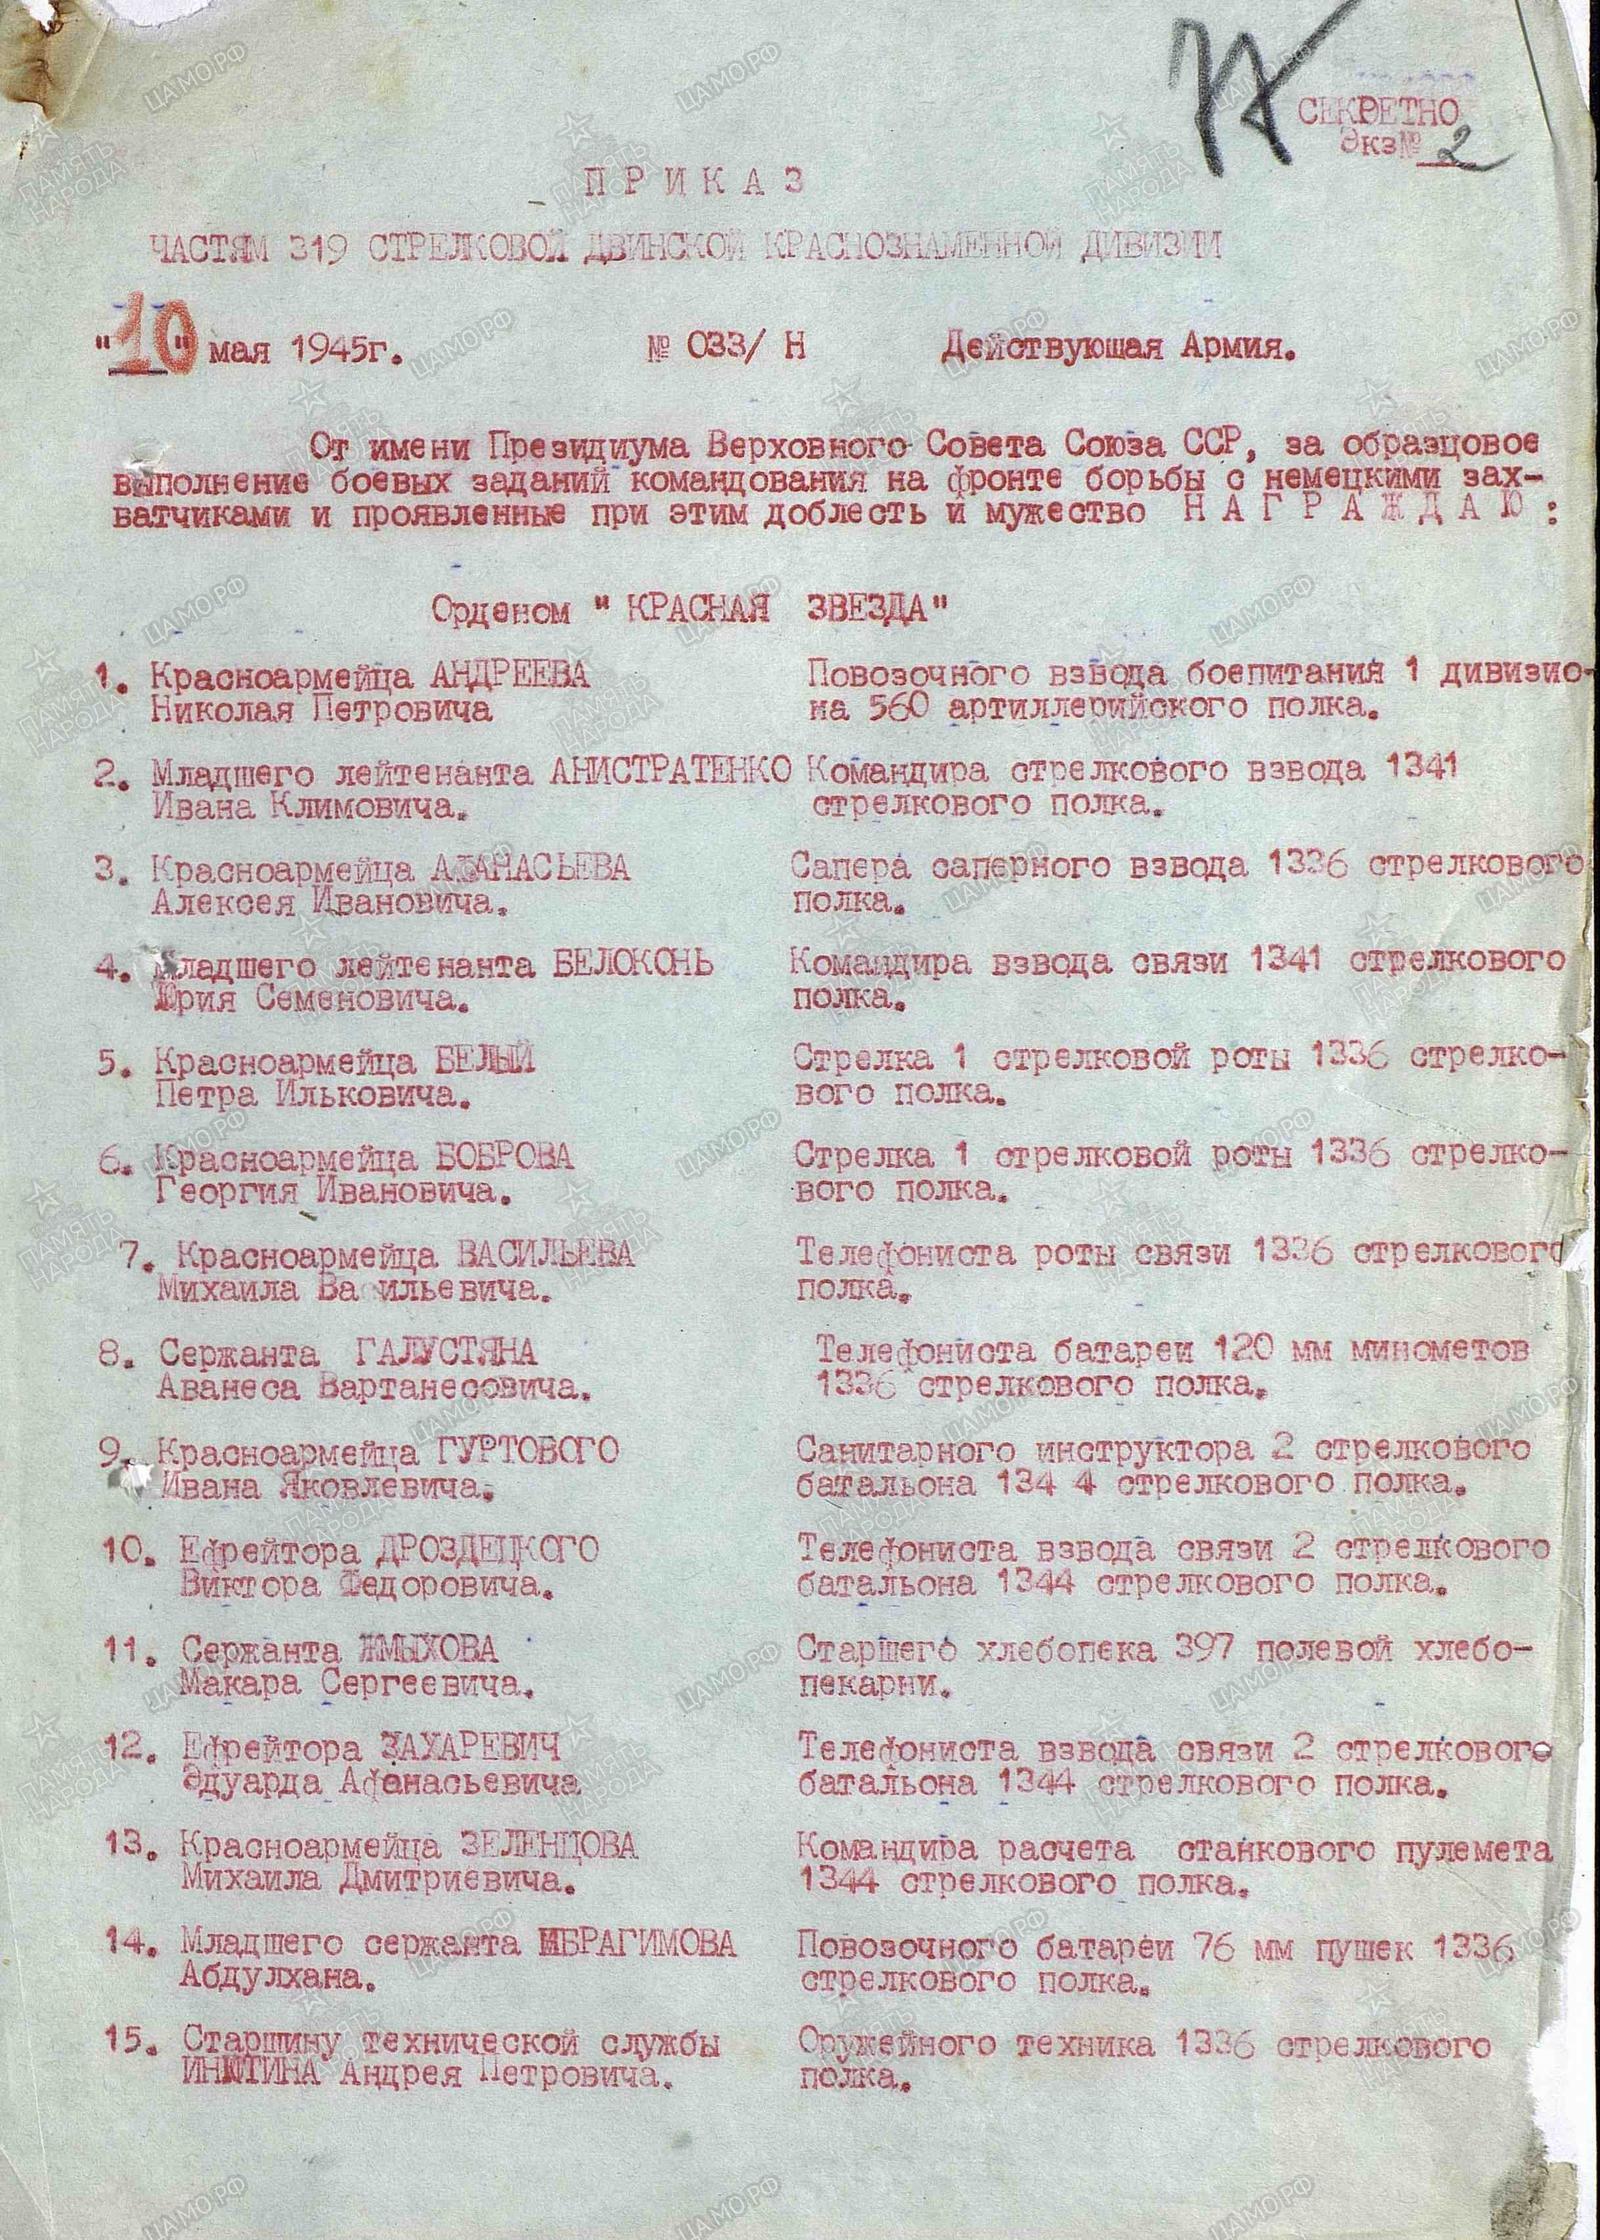 СЕКРЕТНО
Экз№ 2
ПРИКАЗ
ЧАСТЯМ 319 СТРЕЛКОВОЙ ДВИНСКОЙ КРАСНОЗНАМЕННОЙ ДИВИЗИИ
"10" мая 1945г. № 033/ Н Действующая Армия.
От имени Президиума Верховного Совета Союза ССР, за образцовое
выполнение боевых заданий командования на фронте борьбы с немецкими зах-
ватчиками и проявленные при этим доблесть и мужество Н А Г Р А Ж Д А Ю :
Орденом " КРАСНАЯ ЗВЕЗДА"
1. Красноармейца АНДРЕЕВА Повозочного взвода боепитания 1 дивизио-
Николая Петровича на 560 артиллерийского полка.
2. Младшего лейтенанта АНИСТРАТЕНКО Командира стрелкового взвода 1341
Ивана Климовича. стрелкового полка.
3. Красноармейца АФАНАСЬЕВА Сапера саперного взвода 1336 стрелкового
Алексея Ивановича. полка.
4. Младшего лейтенанта БЕЛОКОНЬ Командира взвода связи 1341 стрелкового
Юрия Семеновича. полка.
5. Красноармейца БЕЛЫЙ Стрелка 1 стрелковой роты 1336 стрелко-
Петра Ильковича. вого полка.
6. Красноармейца БОБРОВА Стрелка 1 стрелковой роты 1336 стрелко-
Георгия Ивановича. вого полка.
7. Красноармейца ВАСИЛЬЕВА Телефониста роты связи 1336 стрелкового
Михаила Васильевича. полка.
8. Сержанта ГАЛУСТЯНА Телефониста батареи 120 мм минометов
Аванеса Вартанесовича. 1336 стрелкового полка.
9. Красноармейца ГУРТОВОГО Санитарного инструктора 2 стрелкового
Ивана Яковлевича. батальона 134 4 стрелкового полка.
10. Ефрейтора ДРОЗДЕЦКОГО Телефониста взвода связи 2 стрелкового
Виктора Федоровича. батальона 1344 стрелкового полка.
11. Сержанта ЖМЫХОВА Старшего хлебопека 397 полевой хлебо-
Макара Сергеевича. пекарни.
12. Ефрейтора ЗАХАРЕВИЧ Телефониста взвода связи 2 стрелкового
Эдуарда Афанасьевича батальона 1344 стрелкового полка.
13. Красноармейца ЗЕЛЕНЦОВА Командира расчета станкового пулемета
Михаила Дмитриевича. 1344 стрелкового полка.
14. Младшего сержанта ИБРАГИМОВА Повозочного батареи 76 мм пушек 1336
Абдулхана. стрелкового полка.
15. Старшину технической службы Оружейного техника 1336 стрелкового
ИНЮТИНА Андрея Петровича. полка.